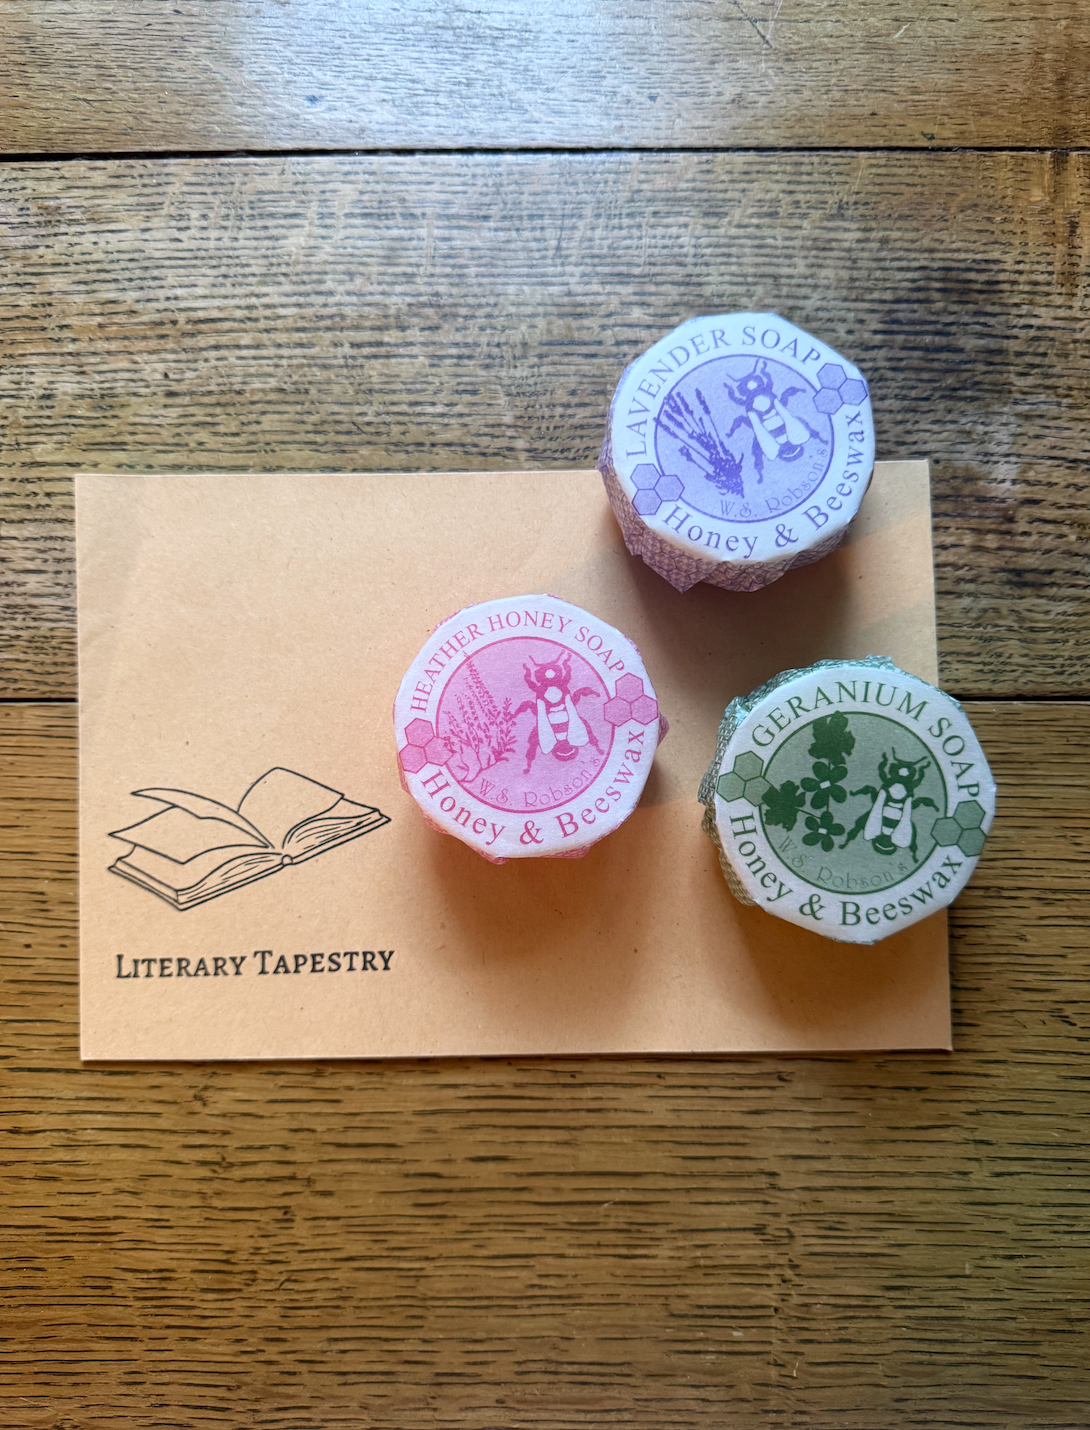 LAVENDER SOAP
W.S. Robson's
Honey & Beeswax
HEATHER HONEY SOAP
W.S. Robson's
Honey & Beeswax
GERANIUM SOAP
W.S. Robson's
Honey & Beeswax
LITERARY TAPESTRY